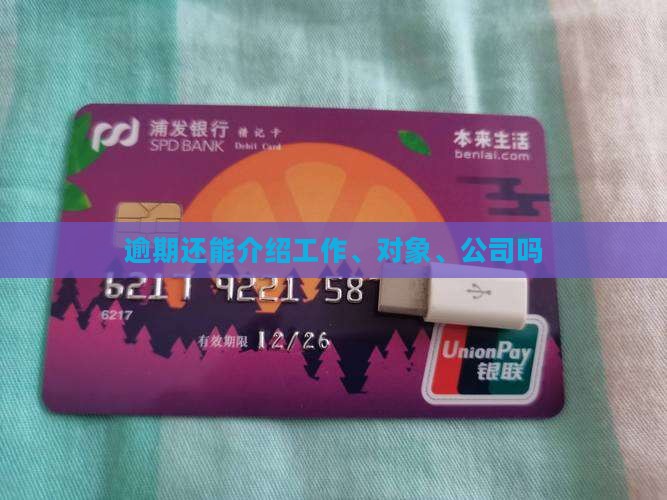 浦发银行 借记卡
SPD BANK Debit Card
本来生活
benlai.com
逾期还能介绍工作、对象、公司吗
6217 9221 58
6217
有效期限 12/26
UnionPay
银联